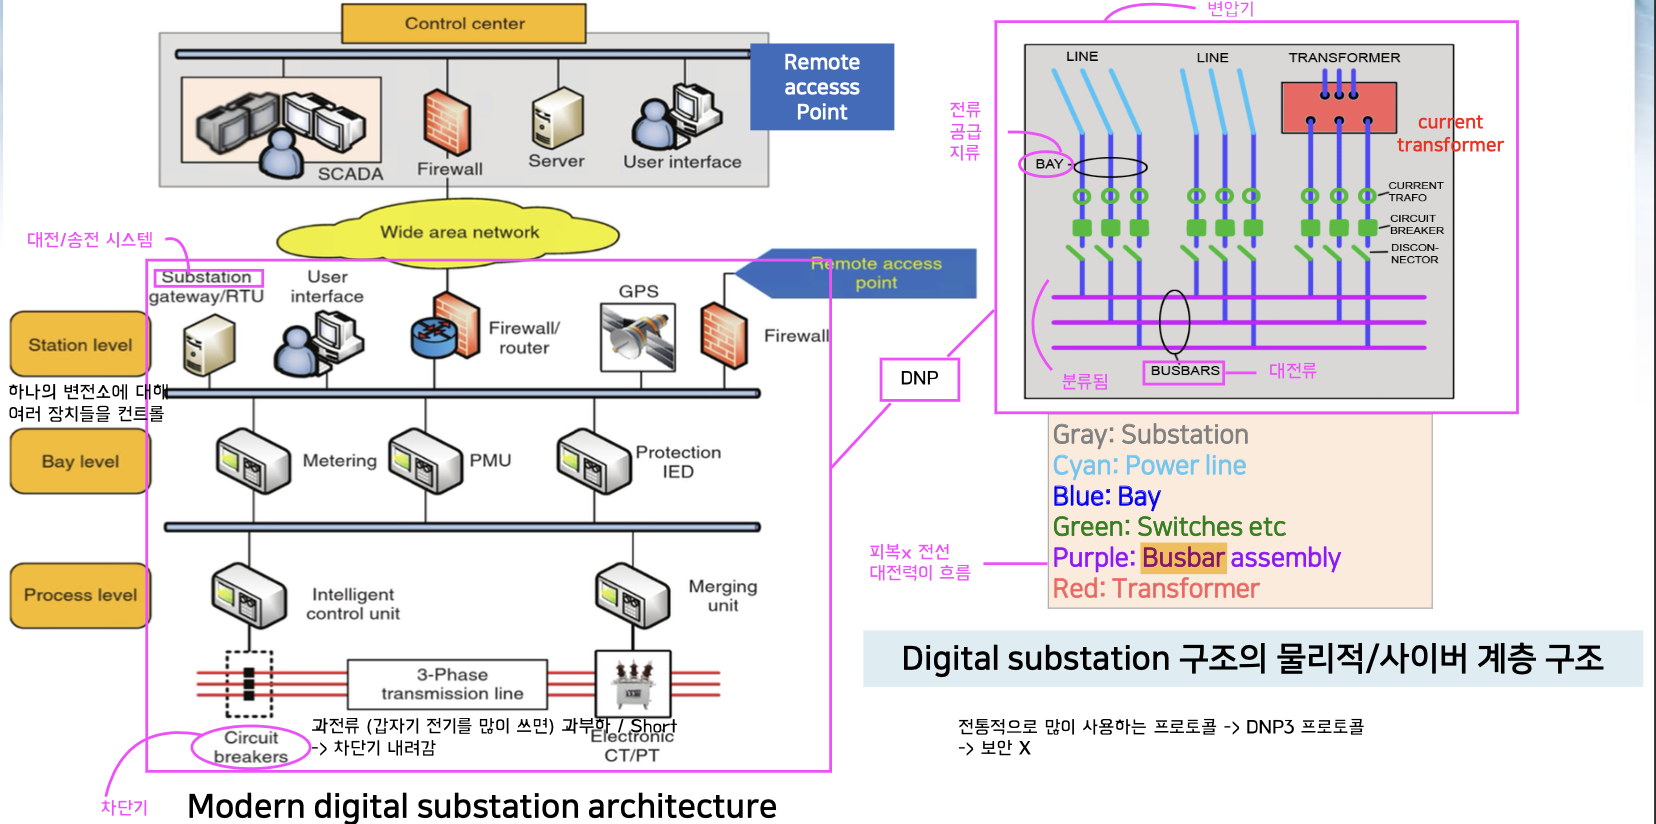 Control center
Remote
accesss
Point
SCADA
Firewall
Server
User interface
Wide area network
대전/송전 시스템
Substation
gateway/RTU
User
interface
Firewall/
router
GPS
Firewall
Remote access
point
Station level
하나의 변전소에 대해
여러 장치들을 컨트롤
Bay level
Metering
PMU
Protection
IED
Process level
Intelligent
control unit
Merging
unit
3-Phase
transmission line
과전류 (갑자기 전기를 많이 쓰면) 과부하 / Short
-> 차단기 내려감
Circuit
breakers
Electronic
CT/PT
차단기
Modern digital substation architecture
DNP
변압기
LINE
LINE
TRANSFORMER
전류
공급
지류
BAY
current
transformer
CURRENT
TRAFO
CIRCUIT
BREAKER
DISCON-
NECTOR
분류됨
BUSBARS
대전류
Gray: Substation
Cyan: Power line
Blue: Bay
Green: Switches etc
Purple: Busbar assembly
Red: Transformer
피복x 전선
대전력이 흐름
Digital substation 구조의 물리적/사이버 계층 구조
전통적으로 많이 사용하는 프로토콜 -> DNP3 프로토콜
-> 보안 X